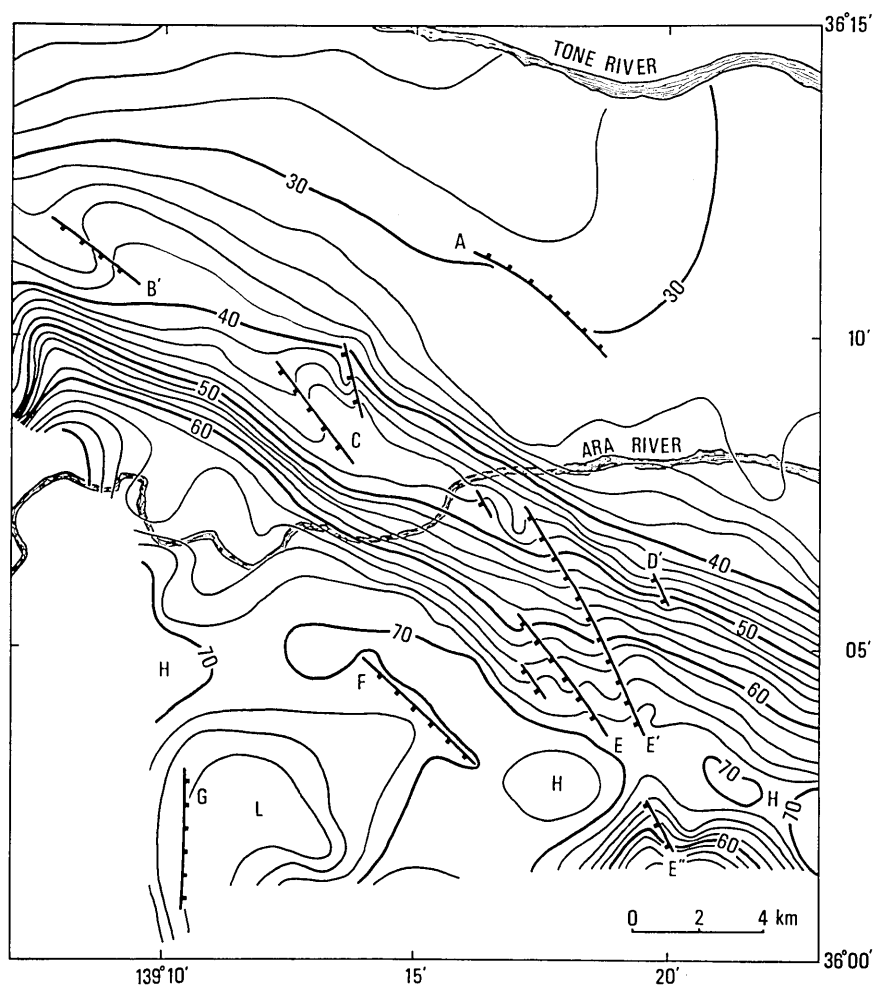 36°15'
TONE RIVER
30
A
30
B'
40
10'
50
60
C
ARA RIVER
40
D'
50
70
70
05'
H
F
60
E
E'
H
70
H
70
G
L
60
E"
0 2 4 km
36°00'
139°10'
15'
20'